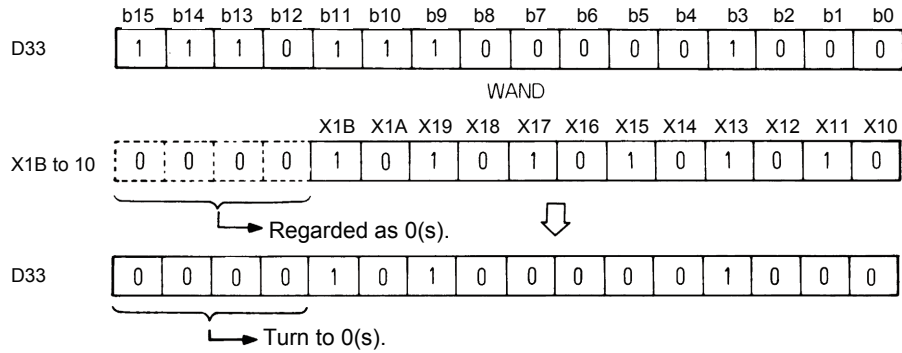 b15 b14 b13 b12 b11 b10 b9 b8 b7 b6 b5 b4 b3 b2 b1 b0
D33 1 1 1 0 1 1 1 0 0 0 0 0 1 0 0 0
WAND
X1B X1A X19 X18 X17 X16 X15 X14 X13 X12 X11 X10
X1B to 10 0 0 0 0 1 0 1 0 1 0 1 0 1 0 1 0
Regarded as 0(s).
D33 0 0 0 0 1 0 1 0 0 0 0 0 1 0 0 0
Turn to 0(s).